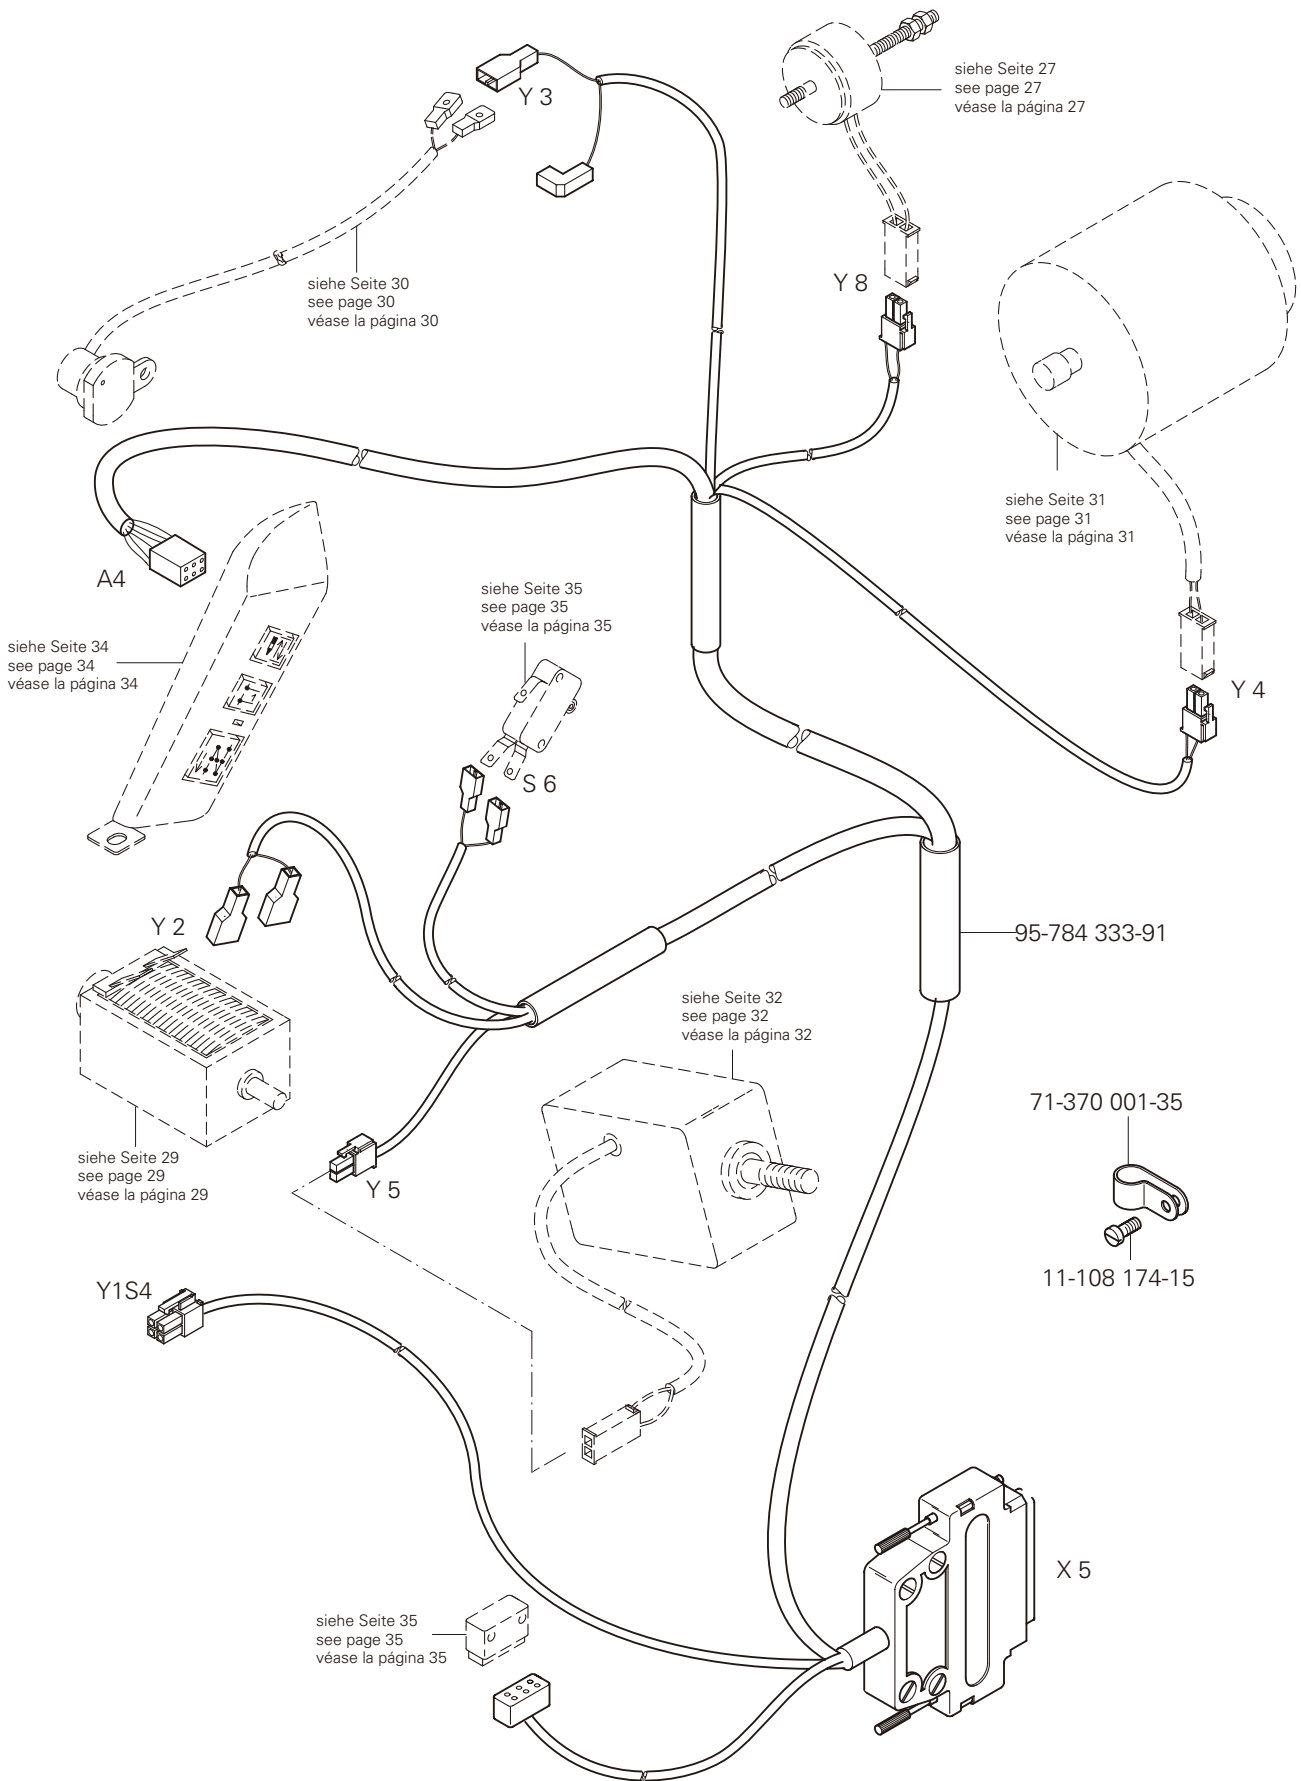 Y 3
siehe Seite 27
see page 27
véase la página 27
siehe Seite 30
see page 30
véase la página 30
Y 8
siehe Seite 31
see page 31
véase la página 31
A4
siehe Seite 35
see page 35
véase la página 35
siehe Seite 34
see page 34
véase la página 34
Y 4
S 6
Y 2
95-784 333-91
siehe Seite 32
see page 32
véase la página 32
71-370 001-35
siehe Seite 29
see page 29
véase la página 29
Y 5
11-108 174-15
Y1S4
X 5
siehe Seite 35
see page 35
véase la página 35